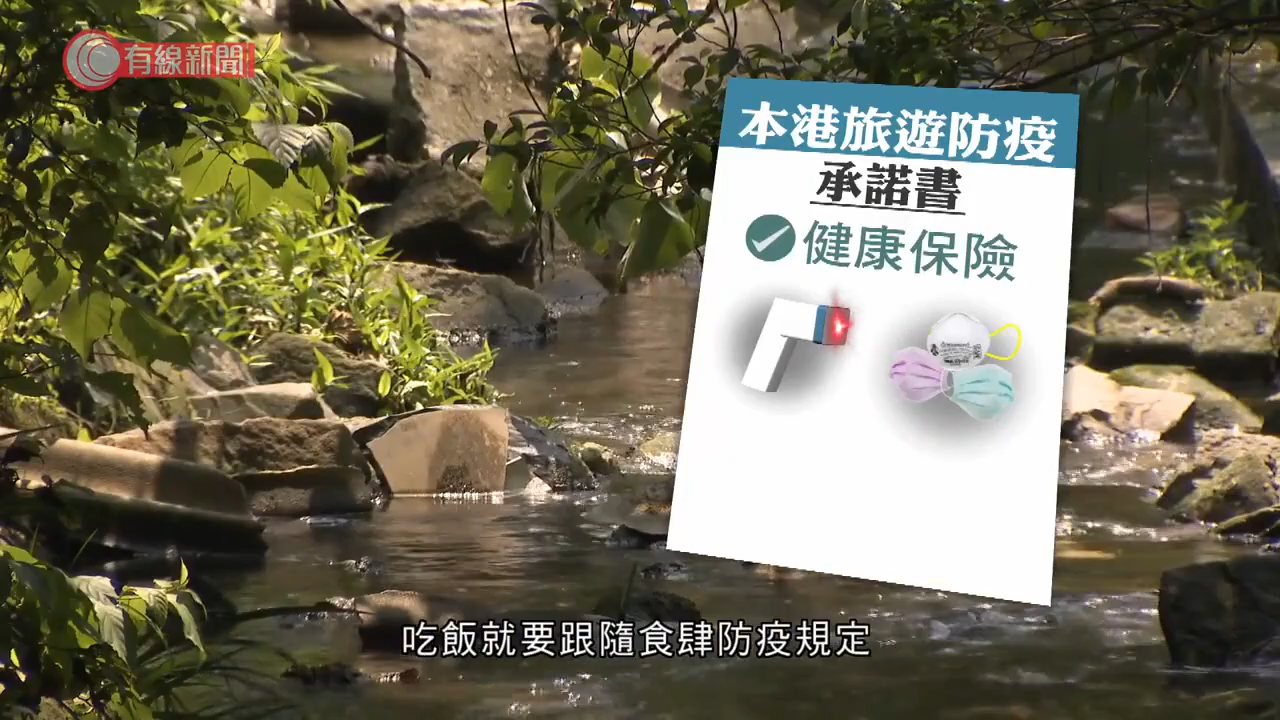 有線新聞
本港旅遊防疫
承諾書
健康保險
吃飯就要跟隨食肆防疫規定